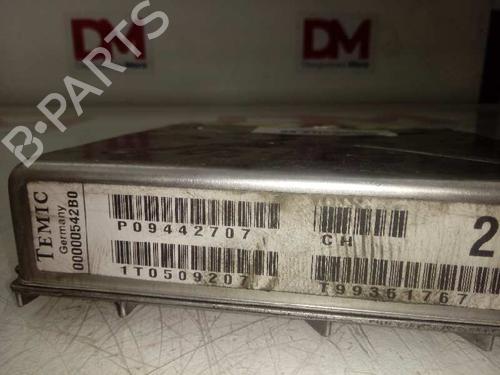 DM
DM
B-PARTS
TEMIC
Germany
00000542B0
P09442707
CH
2
1T0509207
T99361767